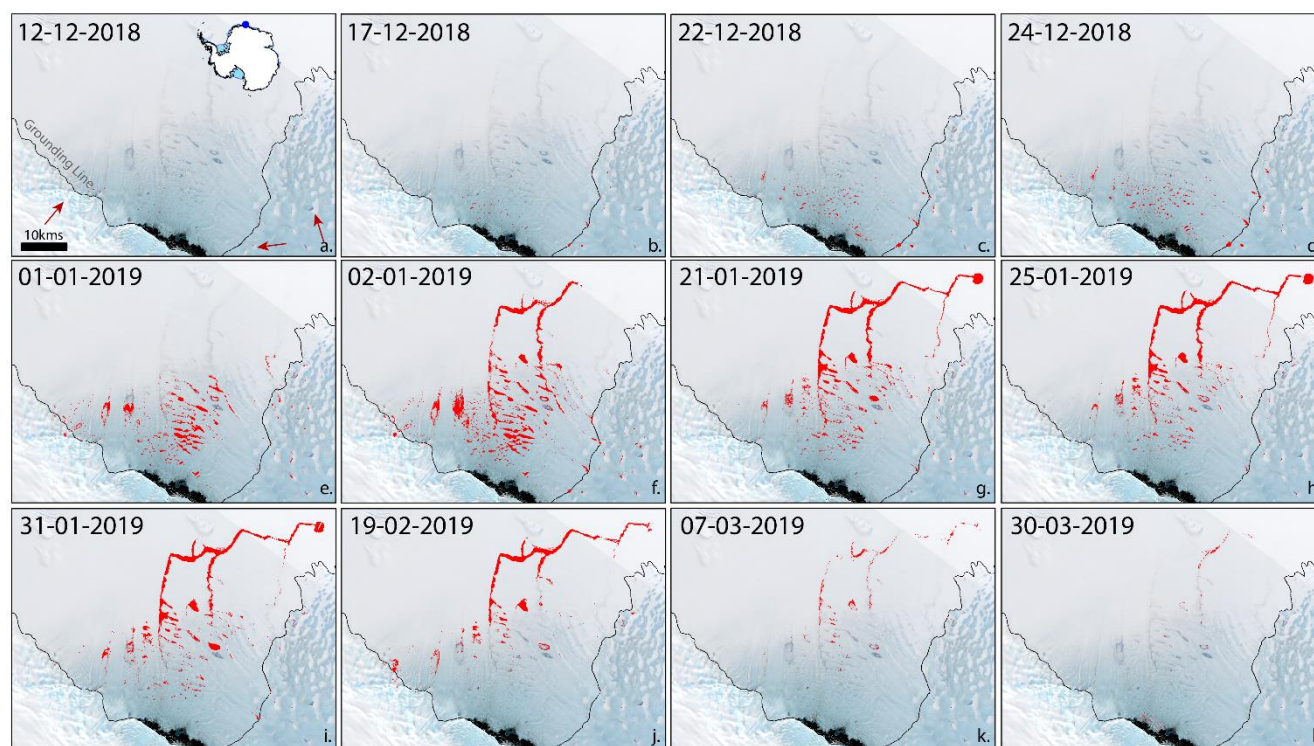 12-12-2018
17-12-2018
22-12-2018
24-12-2018
Grounding Line
10kms
a.
b.
c.
d.
01-01-2019
02-01-2019
21-01-2019
25-01-2019
e.
f.
g.
h.
31-01-2019
19-02-2019
07-03-2019
30-03-2019
i.
j.
k.
l.